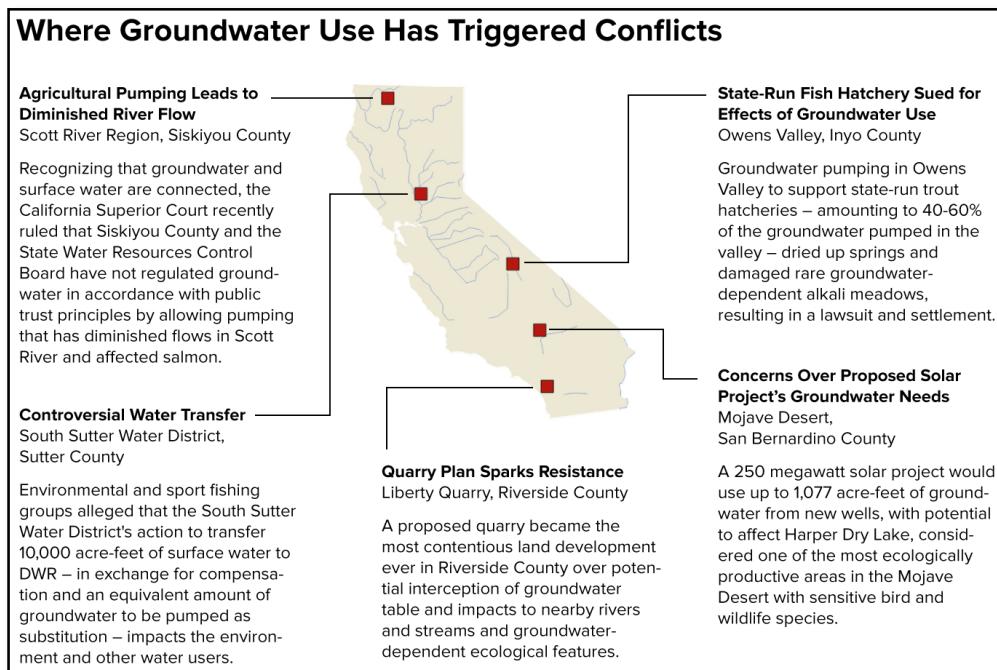 Where Groundwater Use Has Triggered Conflicts
Agricultural Pumping Leads to
Diminished River Flow
Scott River Region, Siskiyou County
Recognizing that groundwater and
surface water are connected, the
California Superior Court recently
ruled that Siskiyou County and the
State Water Resources Control
Board have not regulated ground-
water in accordance with public
trust principles by allowing pumping
that has diminished flows in Scott
River and affected salmon.
Controversial Water Transfer
South Sutter Water District,
Sutter County
Environmental and sport fishing
groups alleged that the South Sutter
Water District's action to transfer
10,000 acre-feet of surface water to
DWR – in exchange for compensa-
tion and an equivalent amount of
groundwater to be pumped as
substitution – impacts the environ-
ment and other water users.
Quarry Plan Sparks Resistance
Liberty Quarry, Riverside County
A proposed quarry became the
most contentious land development
ever in Riverside County over poten-
tial interception of groundwater
table and impacts to nearby rivers
and streams and groundwater-
dependent ecological features.
State-Run Fish Hatchery Sued for
Effects of Groundwater Use
Owens Valley, Inyo County
Groundwater pumping in Owens
Valley to support state-run trout
hatcheries – amounting to 40-60%
of the groundwater pumped in the
valley – dried up springs and
damaged rare groundwater-
dependent alkali meadows,
resulting in a lawsuit and settlement.
Concerns Over Proposed Solar
Project's Groundwater Needs
Mojave Desert,
San Bernardino County
A 250 megawatt solar project would
use up to 1,077 acre-feet of ground-
water from new wells, with potential
to affect Harper Dry Lake, consid-
ered one of the most ecologically
productive areas in the Mojave
Desert with sensitive bird and
wildlife species.